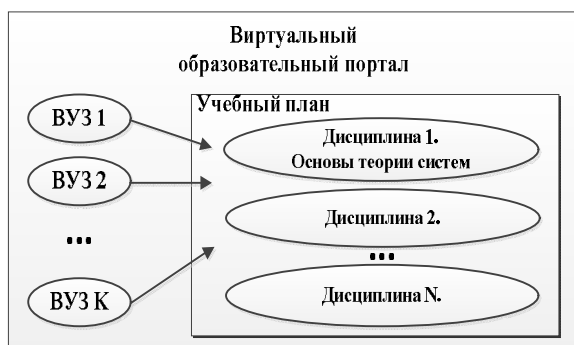 Виртуальный
образовательный портал
Учебный план
ВУЗ 1
Дисциплина 1.
Основы теории систем
ВУЗ 2
Дисциплина 2.
...
...
ВУЗ K
Дисциплина N.